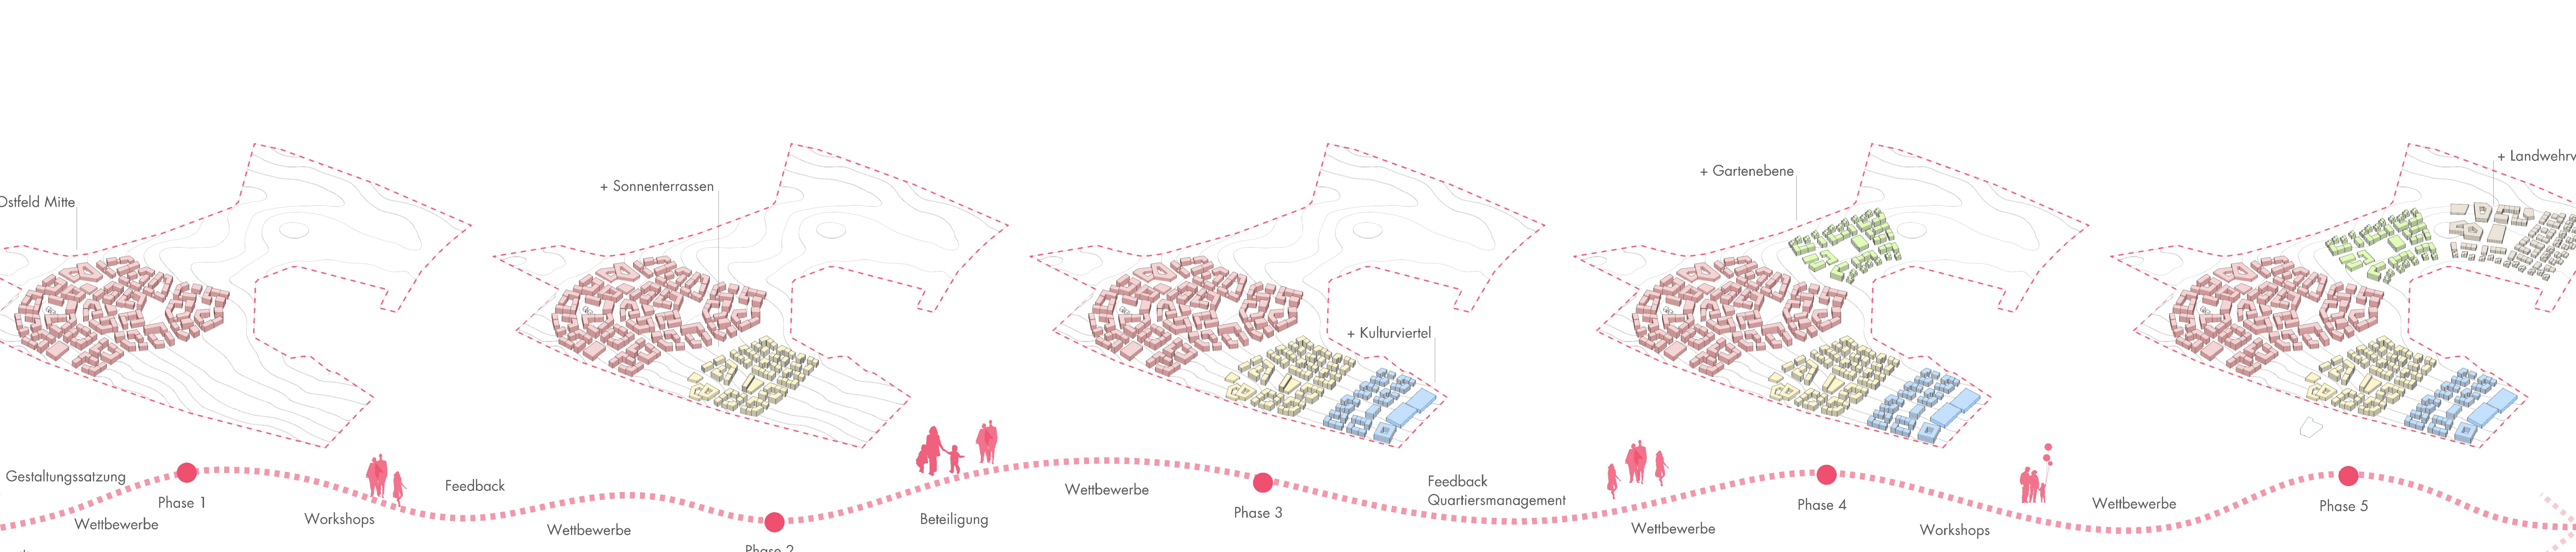 Ostfeld Mitte
+ Sonnenterrassen
+ Kulturviertel
+ Gartenebene
Gestaltungssatzung
Wettbewerbe
Phase 1
Workshops
Feedback
Wettbewerbe
Phase 2
Beteiligung
Wettbewerbe
Phase 3
Feedback
Quartiersmanagement
Wettbewerbe
Phase 4
Workshops
Wettbewerbe
Phase 5